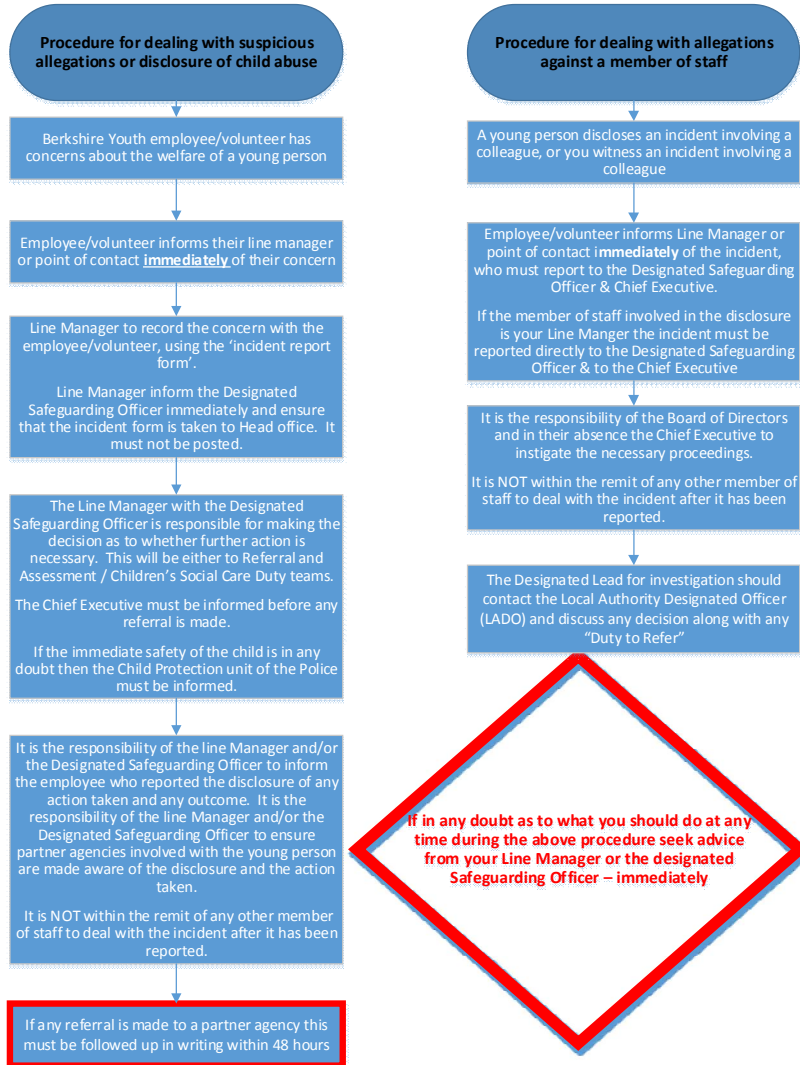 Procedure for dealing with suspicious
allegations or disclosure of child abuse
Berkshire Youth employee/volunteer has
concerns about the welfare of a young person
Employee/volunteer informs their line manager
or point of contact immediately of their concern
Line Manager to record the concern with the
employee/volunteer, using the ‘incident report
form’.
Line Manager inform the Designated
Safeguarding Officer immediately and ensure
that the incident form is taken to Head office. It
must not be posted.
The Line Manager with the Designated
Safeguarding Officer is responsible for making the
decision as to whether further action is
necessary. This will be either to Referral and
Assessment / Children’s Social Care Duty teams.
The Chief Executive must be informed before any
referral is made.
If the immediate safety of the child is in any
doubt then the Child Protection unit of the Police
must be informed.
It is the responsibility of the line Manager and/or
the Designated Safeguarding Officer to inform
the employee who reported the disclosure of any
action taken and any outcome. It is the
responsibility of the line Manager and/or the
Designated Safeguarding Officer to ensure
partner agencies involved with the young person
are made aware of the disclosure and the action
taken.
It is NOT within the remit of any other member
of staff to deal with the incident after it has been
reported.
If any referral is made to a partner agency this
must be followed up in writing within 48 hours
Procedure for dealing with allegations
against a member of staff
A young person discloses an incident involving a
colleague, or you witness an incident involving a
colleague
Employee/volunteer informs Line Manager or
point of contact immediately of the incident,
who must report to the Designated Safeguarding
Officer & Chief Executive.
If the member of staff involved in the disclosure
is your Line Manger the incident must be
reported directly to the Designated Safeguarding
Officer & to the Chief Executive
It is the responsibility of the Board of Directors
and in their absence the Chief Executive to
instigate the necessary proceedings.
It is NOT within the remit of any other member of
staff to deal with the incident after it has been
reported.
The Designated Lead for investigation should
contact the Local Authority Designated Officer
(LADO) and discuss any decision along with any
“Duty to Refer”
If in any doubt as to what you should do at any
time during the above procedure seek advice
from your Line Manager or the designated
Safeguarding Officer – immediately